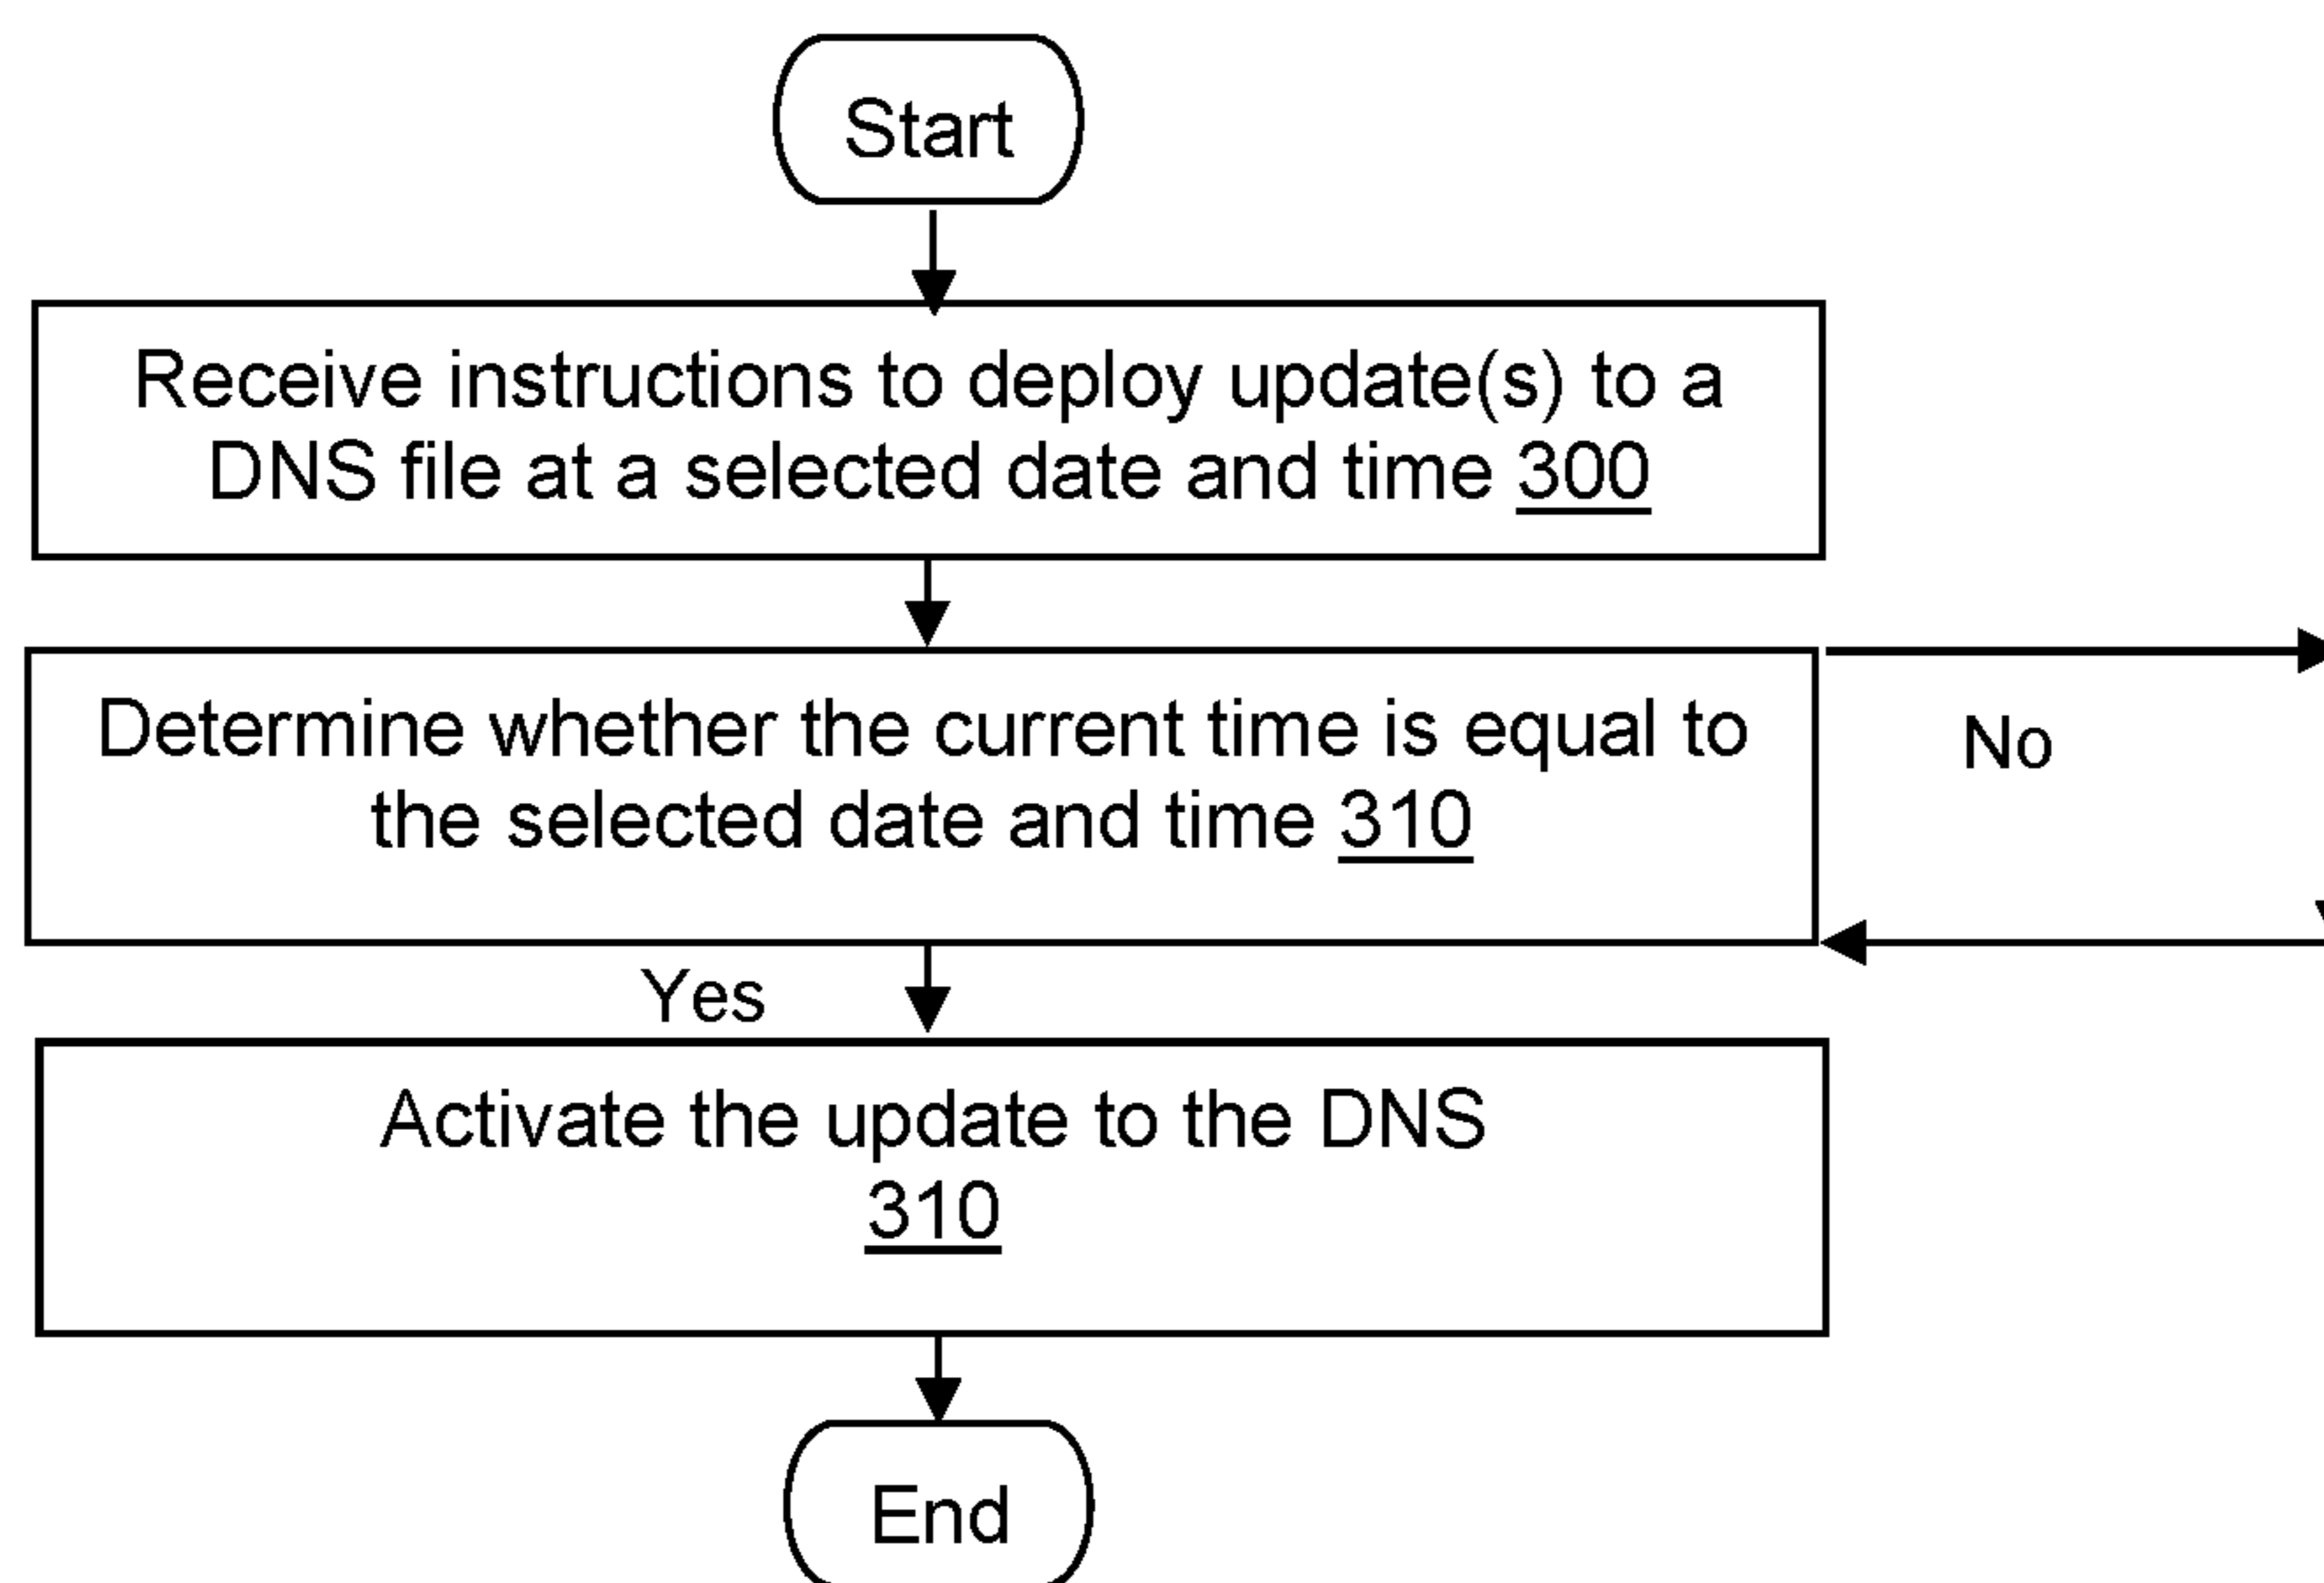 Start
Receive instructions to deploy update(s) to a
DNS file at a selected date and time 300
Determine whether the current time is equal to
the selected date and time 310
No
Yes
Activate the update to the DNS
310
End